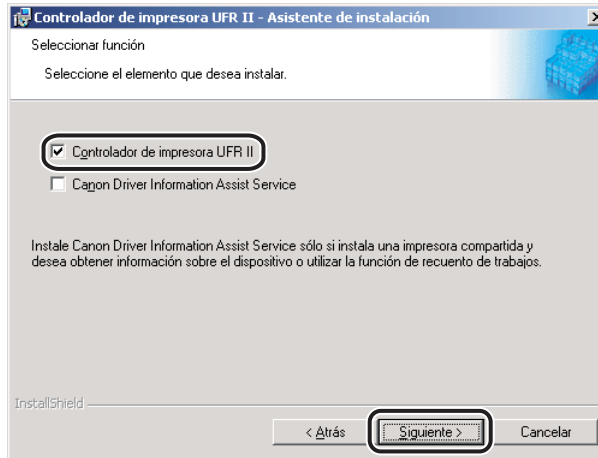 Controlador de impresora UFR II - Asistente de instalación
Seleccionar función
Seleccione el elemento que desea instalar.
Controlador de impresora UFR II
Canon Driver Information Assist Service
Instale Canon Driver Information Assist Service sólo si instala una impresora compartida y
desea obtener información sobre el dispositivo o utilizar la función de recuento de trabajos.
InstallShield
< Atrás
Siguiente >
Cancelar